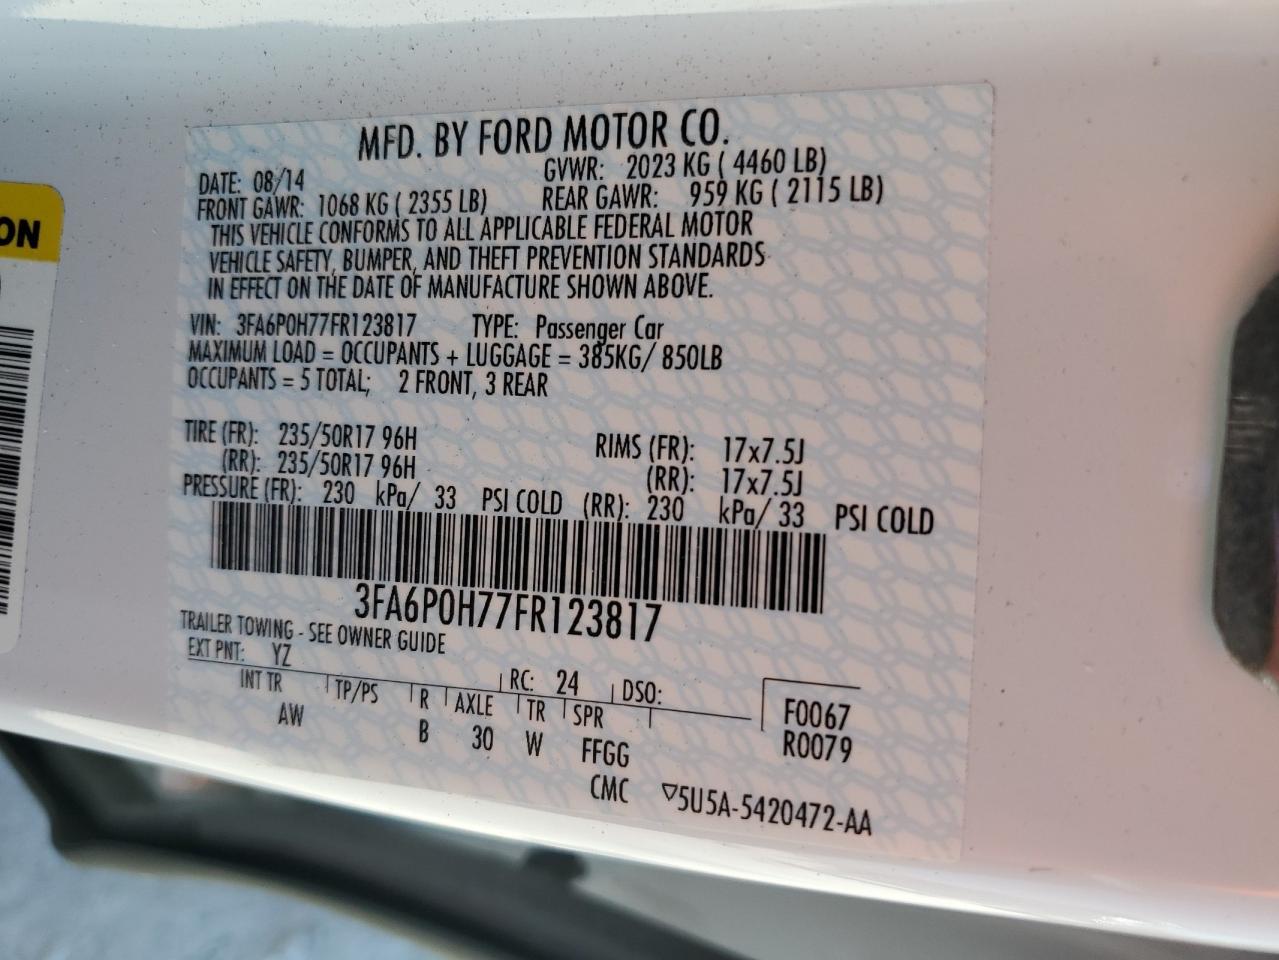 MFD. BY FORD MOTOR CO.
DATE: 08/14 GVWR: 2023 KG ( 4460 LB)
FRONT GAWR: 1068 KG ( 2355 LB) REAR GAWR: 959 KG ( 2115 LB)
THIS VEHICLE CONFORMS TO ALL APPLICABLE FEDERAL MOTOR
VEHICLE SAFETY, BUMPER, AND THEFT PREVENTION STANDARDS
IN EFFECT ON THE DATE OF MANUFACTURE SHOWN ABOVE.
VIN: 3FA6P0H77FR123817 TYPE: Passenger Car
MAXIMUM LOAD = OCCUPANTS + LUGGAGE = 385KG/ 850LB
OCCUPANTS = 5 TOTAL; 2 FRONT, 3 REAR
TIRE (FR): 235/50R17 96H RIMS (FR): 17x7.5J
(RR): 235/50R17 96H (RR): 17x7.5J
PRESSURE (FR): 230 kPa/ 33 PSI COLD (RR): 230 kPa/ 33 PSI COLD
3FA6P0H77FR123817
TRAILER TOWING - SEE OWNER GUIDE
EXT PNT: YZ RC: 24 DSO:
INT TR TP/PS R AXLE TR SPR
AW B 30 W FFGG
F0067
R0079
CMC ▽5U5A-5420472-AA
ON